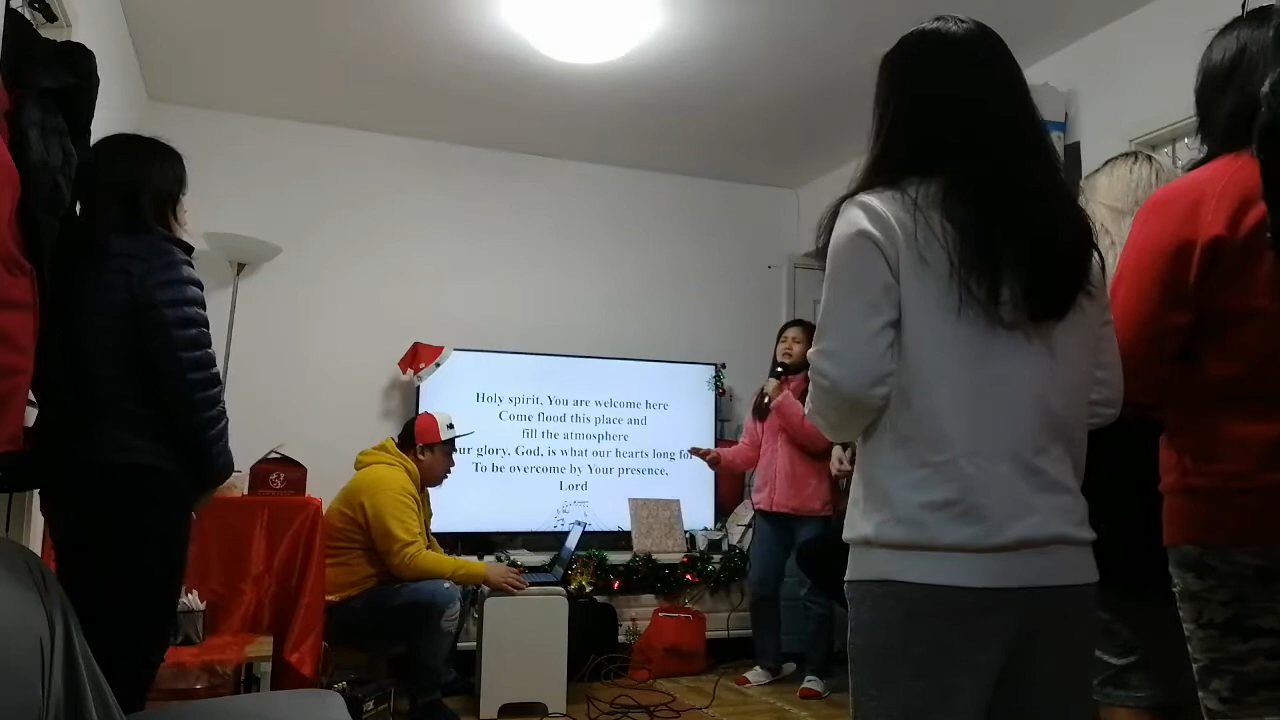 Holy spirit, You are welcome here
Come flood this place and
fill the atmosphere
glory, God, is what our hearts long for
To be overcome by Your presence,
Lord